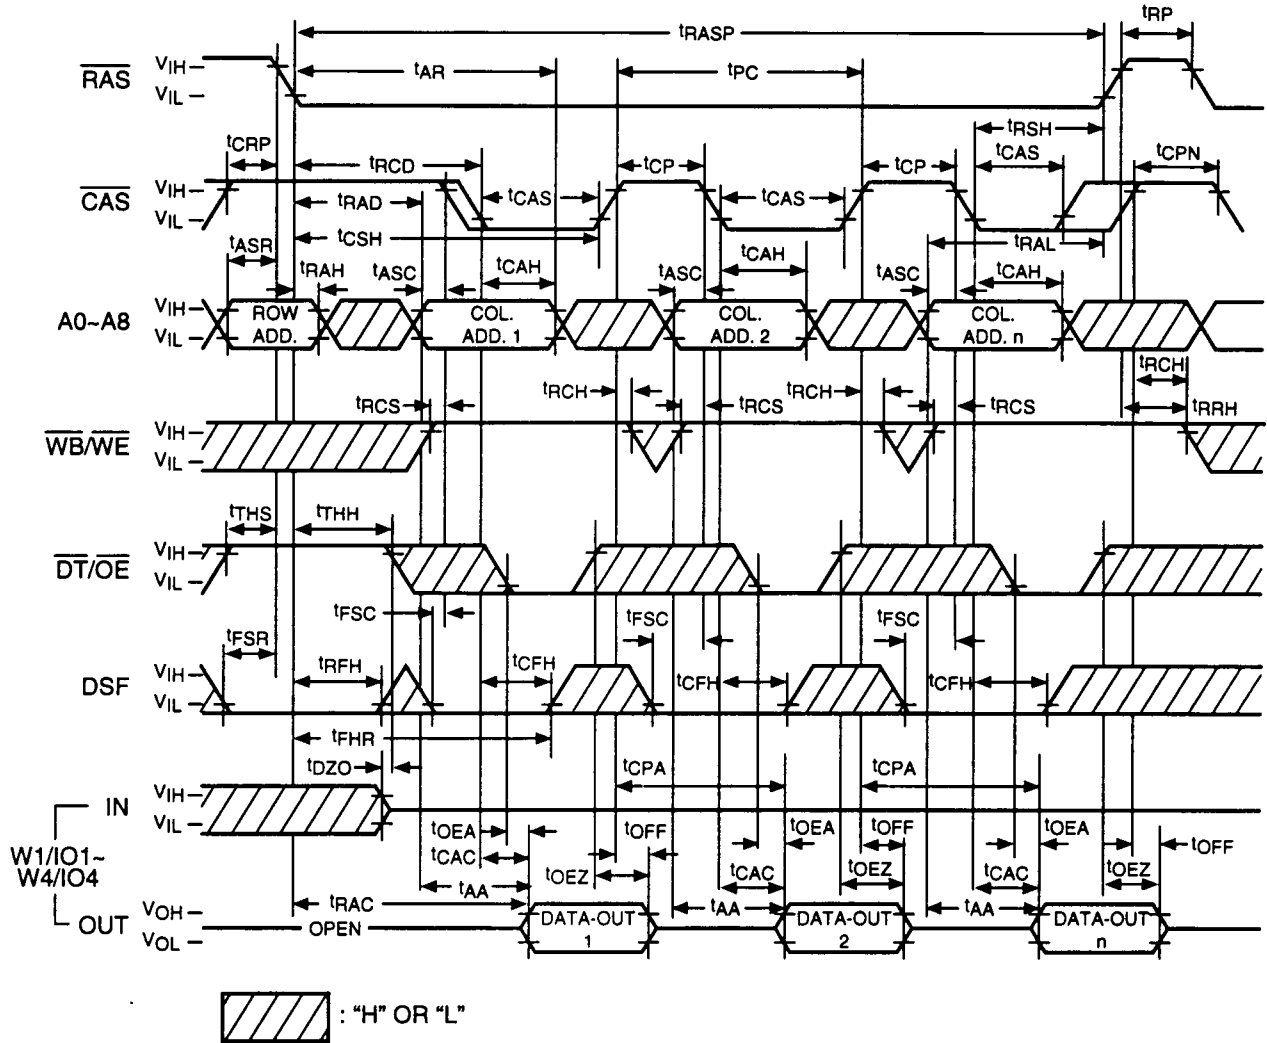 tRASP tRP
RAS VIH VIL tAR tPC
tCRP tRCD tRSH
CAS VIH VIL tCAS tCP tCAS tCP tCAS tCPN
tRAD
tCSH tRAL
tASR tRAH tASC tCAH tASC tCAH tASC tCAH
A0~A8 VIH VIL ROW ADD. COL. ADD. 1 COL. ADD. 2 COL. ADD. n
tRCH tRCH tRCH
tRCS tRCS tRCS tRRH
WB/WE VIH VIL
tTHS tTHH
DT/OE VIH VIL
tFSC tFSC tFSC
tFSR tRFH tCFH tCFH tCFH
DSF VIH VIL
tFHR
tDZO tCPA tCPA
IN VIH VIL
W1/IO1~
W4/IO4
tOEA tOFF tOEA tOFF tOEA tOFF
tCAC tOEZ tCAC tOEZ tCAC tOEZ
tAA tAA tAA
tRAC
OUT VOH VOL OPEN DATA-OUT 1 DATA-OUT 2 DATA-OUT n
: “H” OR “L”